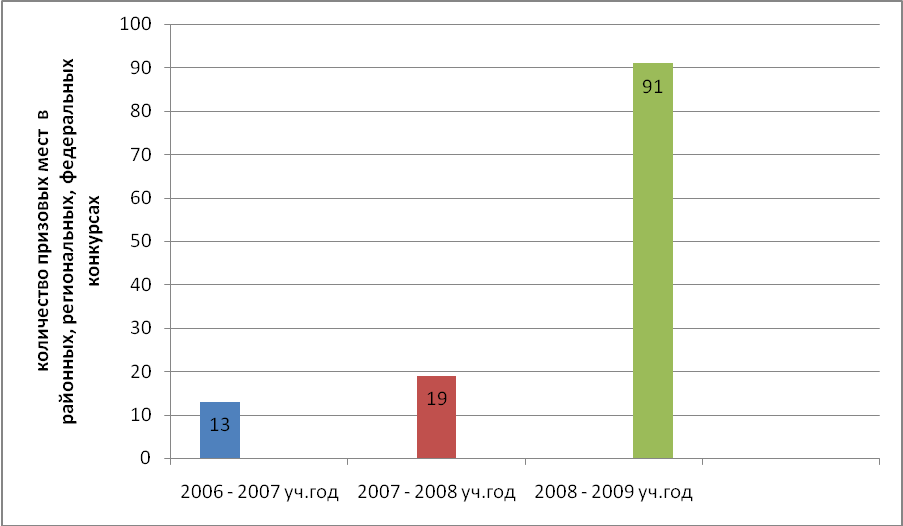 количество призовых мест в
районных, региональных, федеральных
конкурсах
100
90
80
70
60
50
40
30
20
10
0
13
19
91
2006 - 2007 уч.год
2007 - 2008 уч.год
2008 - 2009 уч.год